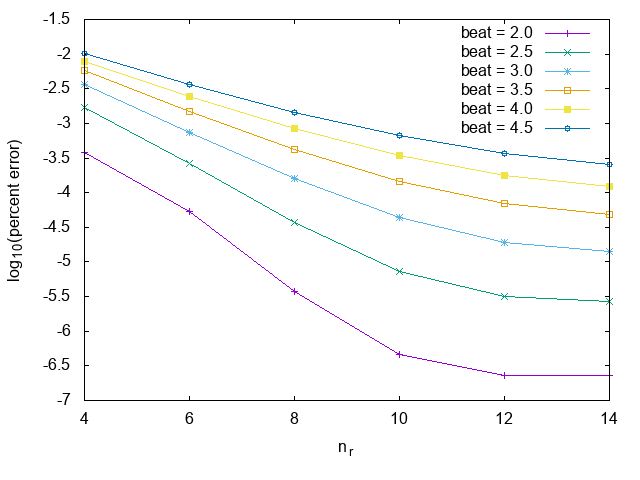 -1.5
-2
-2.5
-3
-3.5
-4
-4.5
-5
-5.5
-6
-6.5
-7
4
6
8
10
12
14
log10(percent error)
nr
beat = 2.0
beat = 2.5
beat = 3.0
beat = 3.5
beat = 4.0
beat = 4.5